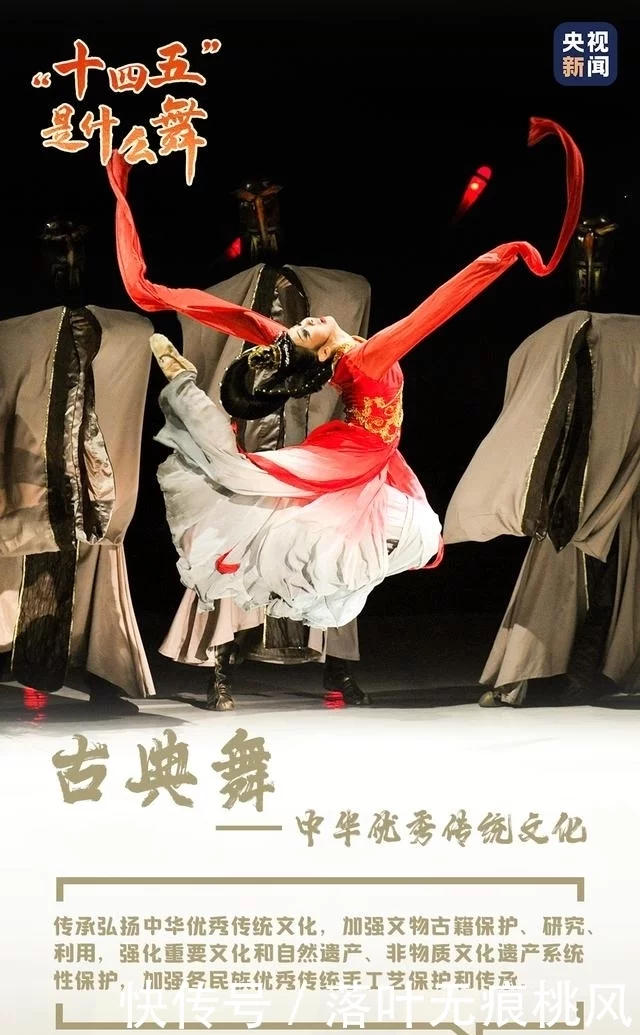 “十四五”
是什么舞
央视
新闻
古典舞
——中华优秀传统文化
传承弘扬中华优秀传统文化，加强文物古籍保护、研究、
利用，强化重要文化和自然遗产、非物质文化遗产系统
性保护，加强各民族优秀传统手工艺保护和传承
快传号 / 落叶无痕桃风